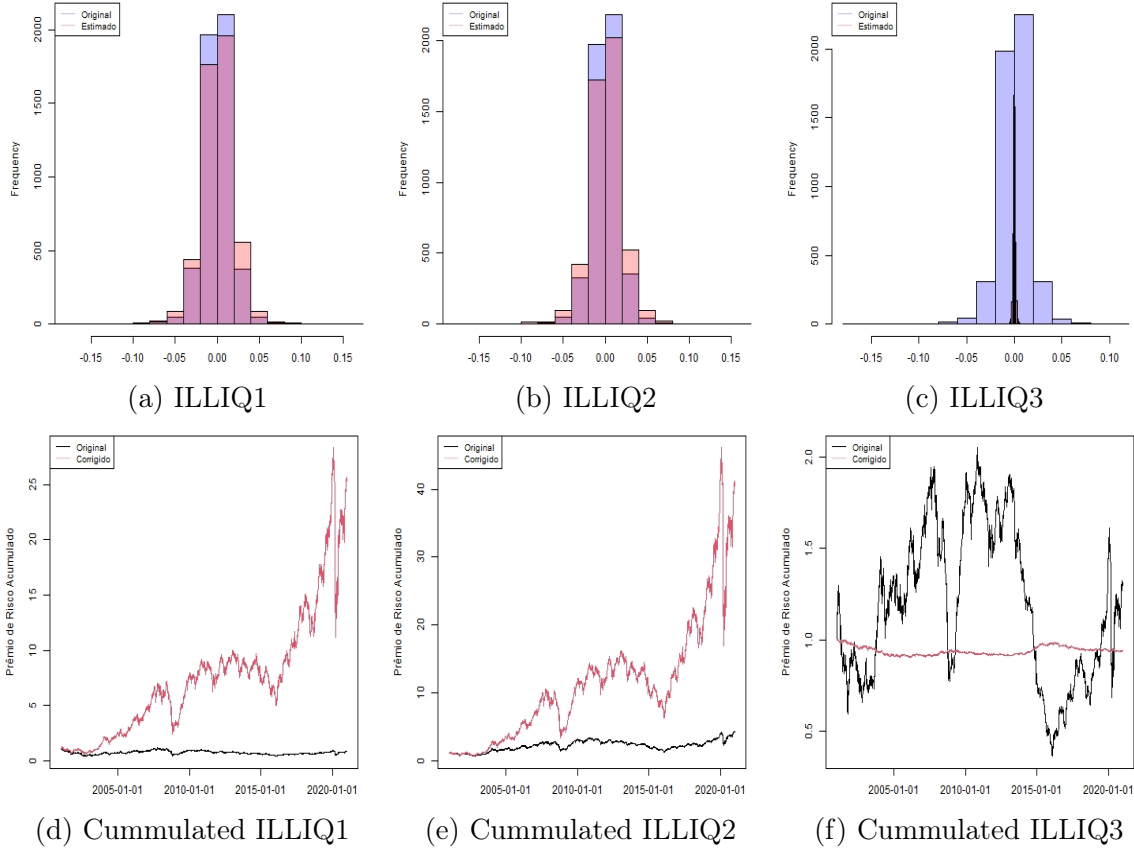 Original
Estimado
Frequency
2000
1500
1000
500
0
-0.15 -0.05 0.00 0.05 0.10 0.15
(a) ILLIQ1
Original
Estimado
Frequency
2000
1500
1000
500
0
-0.15 -0.05 0.00 0.05 0.10 0.15
(b) ILLIQ2
Original
Estimado
Frequency
2000
1500
1000
500
0
-0.15 -0.10 -0.05 0.00 0.05 0.10
(c) ILLIQ3
Original
Corrigido
Prêmio de Risco Acumulado
25
20
15
10
5
0
2005-01-01 2010-01-01 2015-01-01 2020-01-01
(d) Cummulated ILLIQ1
Original
Corrigido
Prêmio de Risco Acumulado
40
30
20
10
0
2005-01-01 2010-01-01 2015-01-01 2020-01-01
(e) Cummulated ILLIQ2
Original
Corrigido
Prêmio de Risco Acumulado
2.0
1.5
1.0
0.5
2005-01-01 2010-01-01 2015-01-01 2020-01-01
(f) Cummulated ILLIQ3